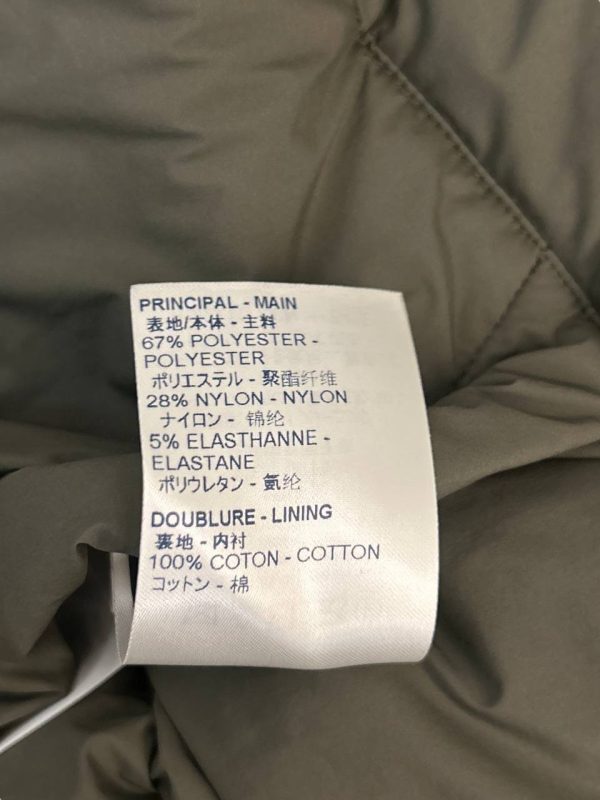 PRINCIPAL - MAIN
表地/本体 - 主料
67% POLYESTER -
POLYESTER
ポリエステル - 聚酯纤维
28% NYLON - NYLON
ナイロン - 锦纶
5% ELASTHANNE -
ELASTANE
ポリウレタン - 氨纶
DOUBLURE - LINING
裏地 - 内衬
100% COTON - COTTON
コットン - 棉